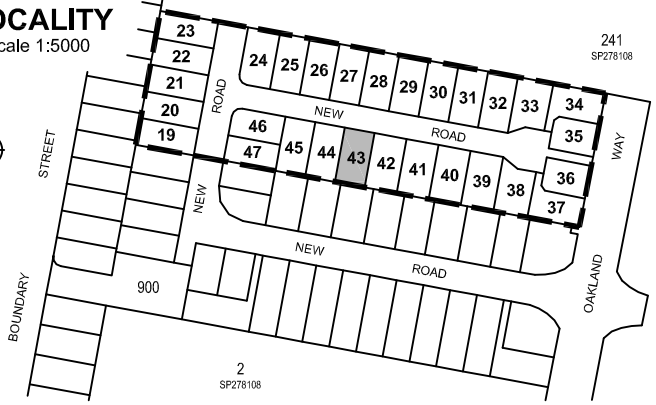 OCALITY
cale 1:5000
241
SP278108
23
22
21
20
19
24
25
26
27
28
29
30
31
32
33
34
35
36
37
38
39
40
41
42
43
44
45
46
47
ROAD
NEW
NEW
ROAD
NEW
ROAD
STREET
BOUNDARY
WAY
OAKLAND
900
2
SP278108